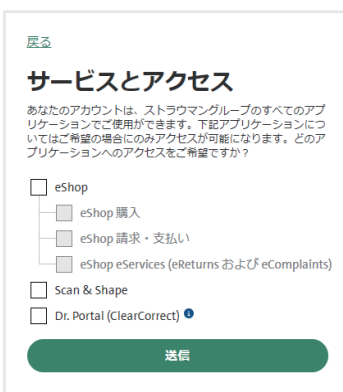 戻る
サービスとアクセス
あなたのアカウントは、ストラウマングループのすべてのアプ
リケーションでご使用ができます。下記アプリケーションにつ
いてはご希望の場合にのみアクセスが可能になります。どのア
プリケーションへのアクセスをご希望ですか？
eShop
eShop 購入
eShop 請求・支払い
eShop eServices (eReturns および eComplaints)
Scan & Shape
Dr. Portal (ClearCorrect)
送信